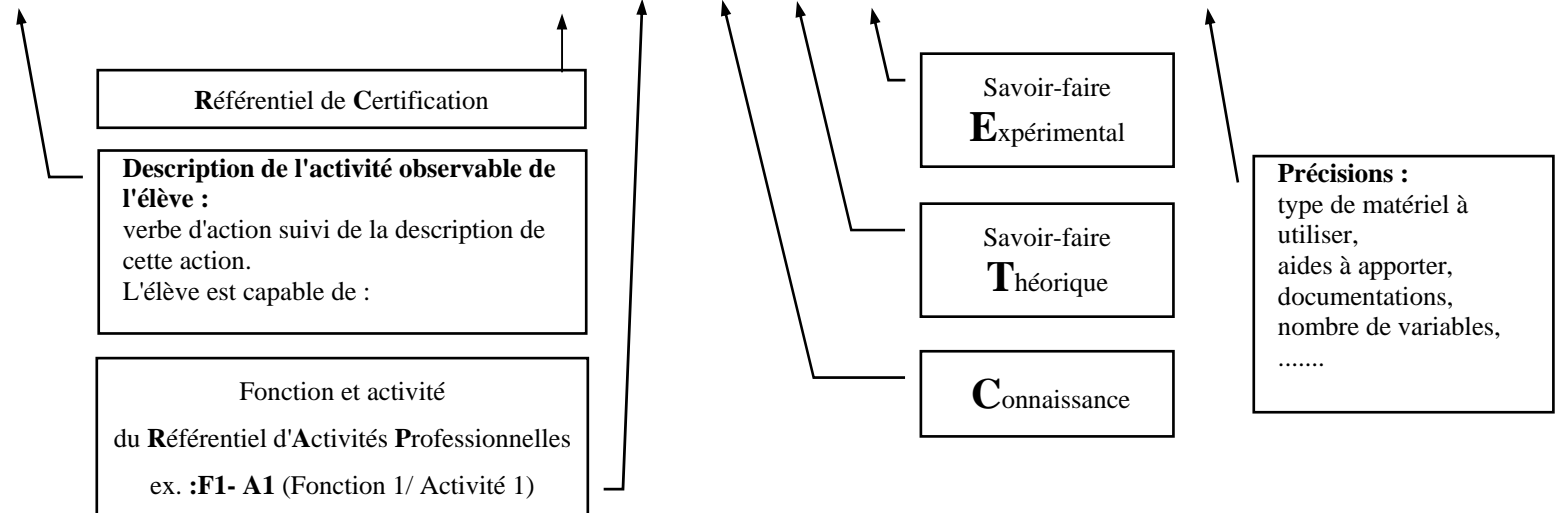 Référentiel de Certification
Description de l'activité observable de
l'élève :
verbe d'action suivi de la description de
cette action.
L'élève est capable de :
Fonction et activité
du Référentiel d'Activités Professionnelles
ex. :F1- A1 (Fonction 1/ Activité 1)
Savoir-faire
Expérimental
Savoir-faire
Théorique
Connaissance
Précisions :
type de matériel à
utiliser,
aides à apporter,
documentations,
nombre de variables,
.......